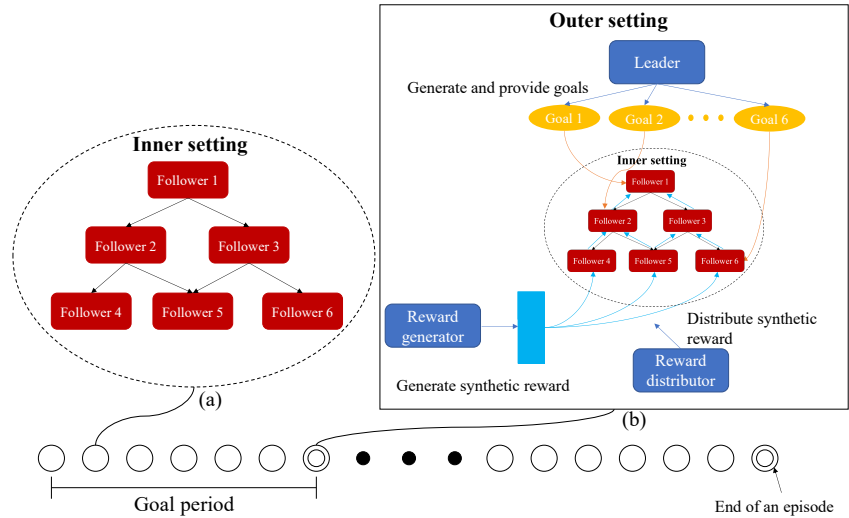 Outer setting
Leader
Generate and provide goals
Goal 1
Goal 2
Goal 6
Inner setting
Follower 1
Follower 2
Follower 3
Follower 4
Follower 5
Follower 6
(a)
Inner setting
Follower 1
Follower 2
Follower 3
Follower 4
Follower 5
Follower 6
Reward
generator
Generate synthetic reward
Distribute synthetic
reward
Reward
distributor
(b)
Goal period
End of an episode